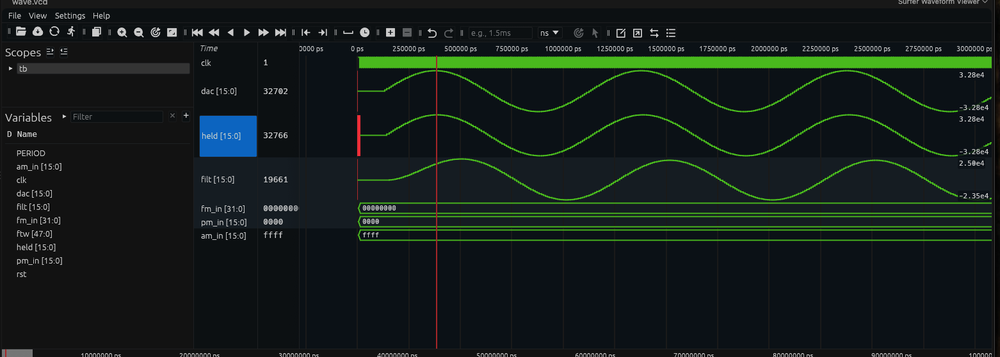 wave.vcd
Surfer Waveform Viewer
File View Settings Help
e.g., 1.5ms
ns
Scopes
tb
Variables
Filter
D Name
PERIOD
am_in [15:0]
clk
dac [15:0]
filt [15:0]
fm_in [31:0]
ftw [47:0]
held [15:0]
pm_in [15:0]
rst
Time
0000 ps 0 ps 250000 ps 500000 ps 750000 ps 1000000 ps 1250000 ps 1500000 ps 1750000 ps 2000000 ps 2250000 ps 2500000 ps 2750000 ps 3000000 ps
clk 1
3.28e4
dac [15:0] 32702
-3.28e4
3.28e4
held [15:0] 32766
-3.28e4
2.50e4
filt [15:0] 19661
-2.35e4
fm_in [31:0] 00000000 00000000
pm_in [15:0] 0000 0000
am_in [15:0] ffff ffff
10000000 ps 20000000 ps 30000000 ps 40000000 ps 50000000 ps 60000000 ps 70000000 ps 80000000 ps 90000000 ps 100000